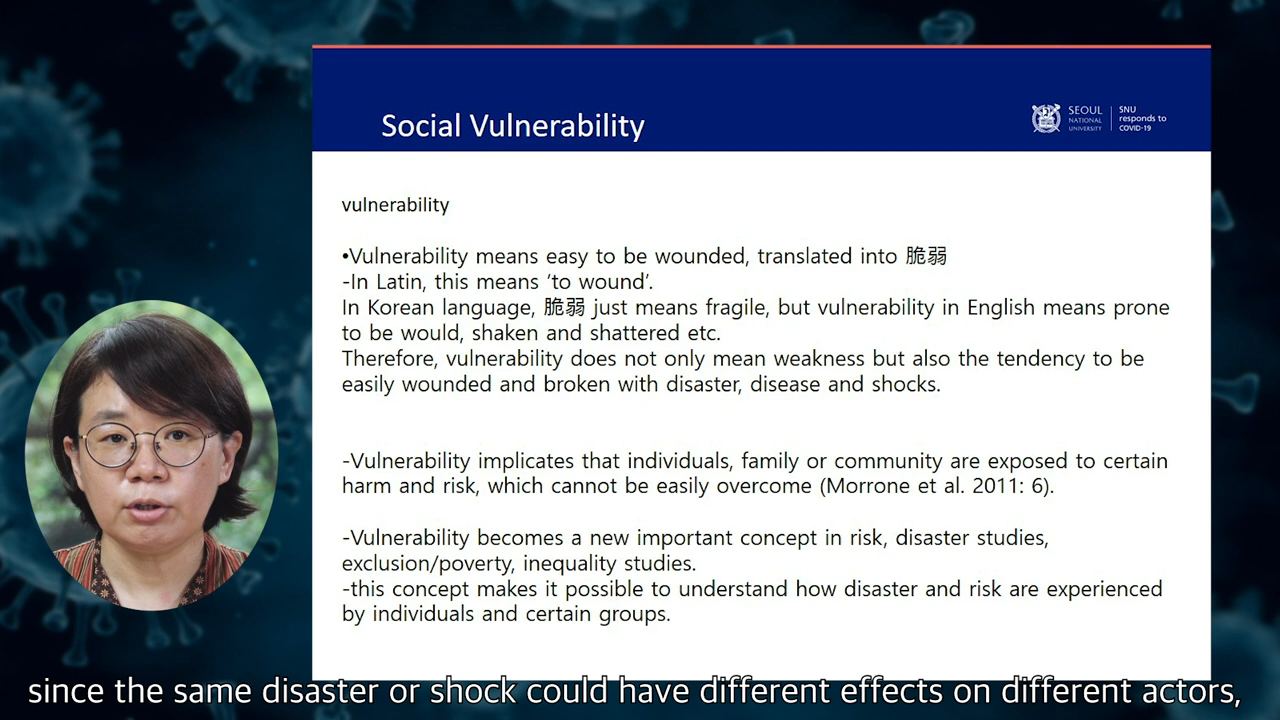 Social Vulnerability
SEOUL
NATIONAL
UNIVERSITY
SNU
responds to
COVID-19
vulnerability
•Vulnerability means easy to be wounded, translated into 脆弱
-In Latin, this means ‘to wound’.
In Korean language, 脆弱 just means fragile, but vulnerability in English means prone
to be would, shaken and shattered etc.
Therefore, vulnerability does not only mean weakness but also the tendency to be
easily wounded and broken with disaster, disease and shocks.
-Vulnerability implicates that individuals, family or community are exposed to certain
harm and risk, which cannot be easily overcome (Morrone et al. 2011: 6).
-Vulnerability becomes a new important concept in risk, disaster studies,
exclusion/poverty, inequality studies.
-this concept makes it possible to understand how disaster and risk are experienced
by individuals and certain groups.
since the same disaster or shock could have different effects on different actors,